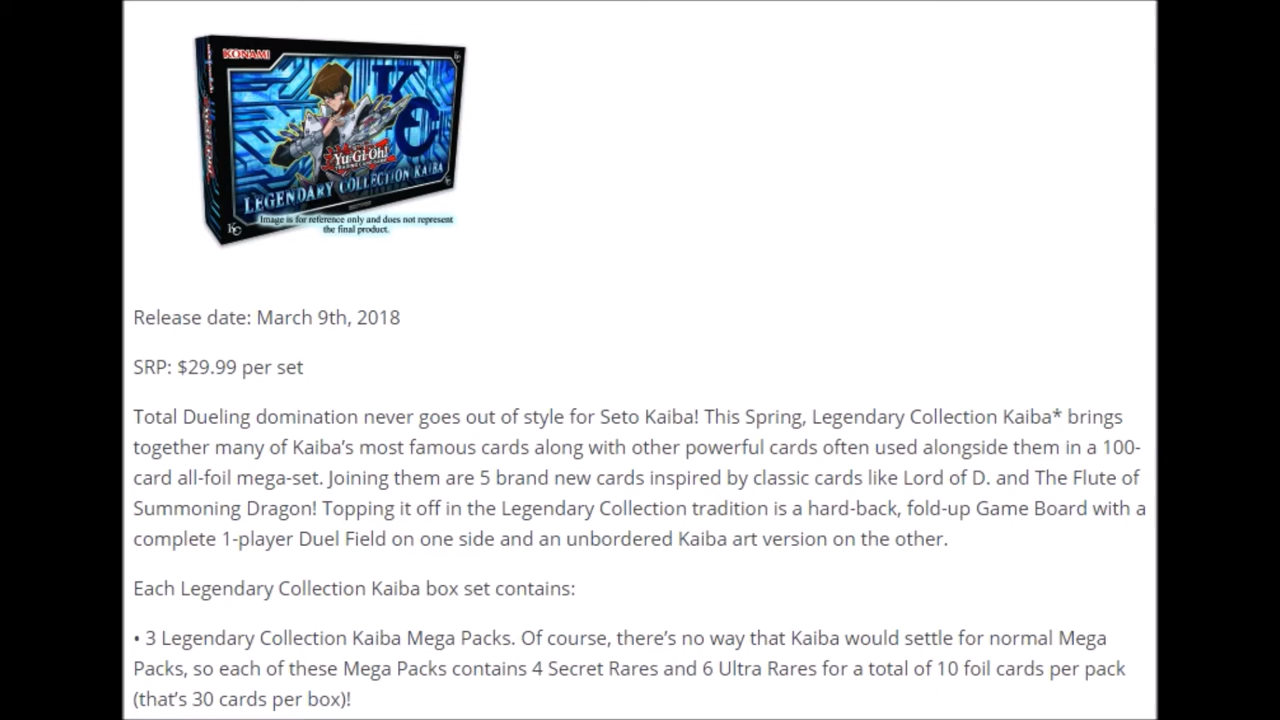 KONAMI
KC
Yu-Gi-Oh!
TRADING CARD GAME
LEGENDARY COLLECTION KAIBA
Image is for reference only and does not represent
the final product.
Release date: March 9th, 2018
SRP: $29.99 per set
Total Dueling domination never goes out of style for Seto Kaiba! This Spring, Legendary Collection Kaiba* brings
together many of Kaiba’s most famous cards along with other powerful cards often used alongside them in a 100-
card all-foil mega-set. Joining them are 5 brand new cards inspired by classic cards like Lord of D. and The Flute of
Summoning Dragon! Topping it off in the Legendary Collection tradition is a hard-back, fold-up Game Board with a
complete 1-player Duel Field on one side and an unbordered Kaiba art version on the other.
Each Legendary Collection Kaiba box set contains:
• 3 Legendary Collection Kaiba Mega Packs. Of course, there’s no way that Kaiba would settle for normal Mega
Packs, so each of these Mega Packs contains 4 Secret Rares and 6 Ultra Rares for a total of 10 foil cards per pack
(that’s 30 cards per box)!